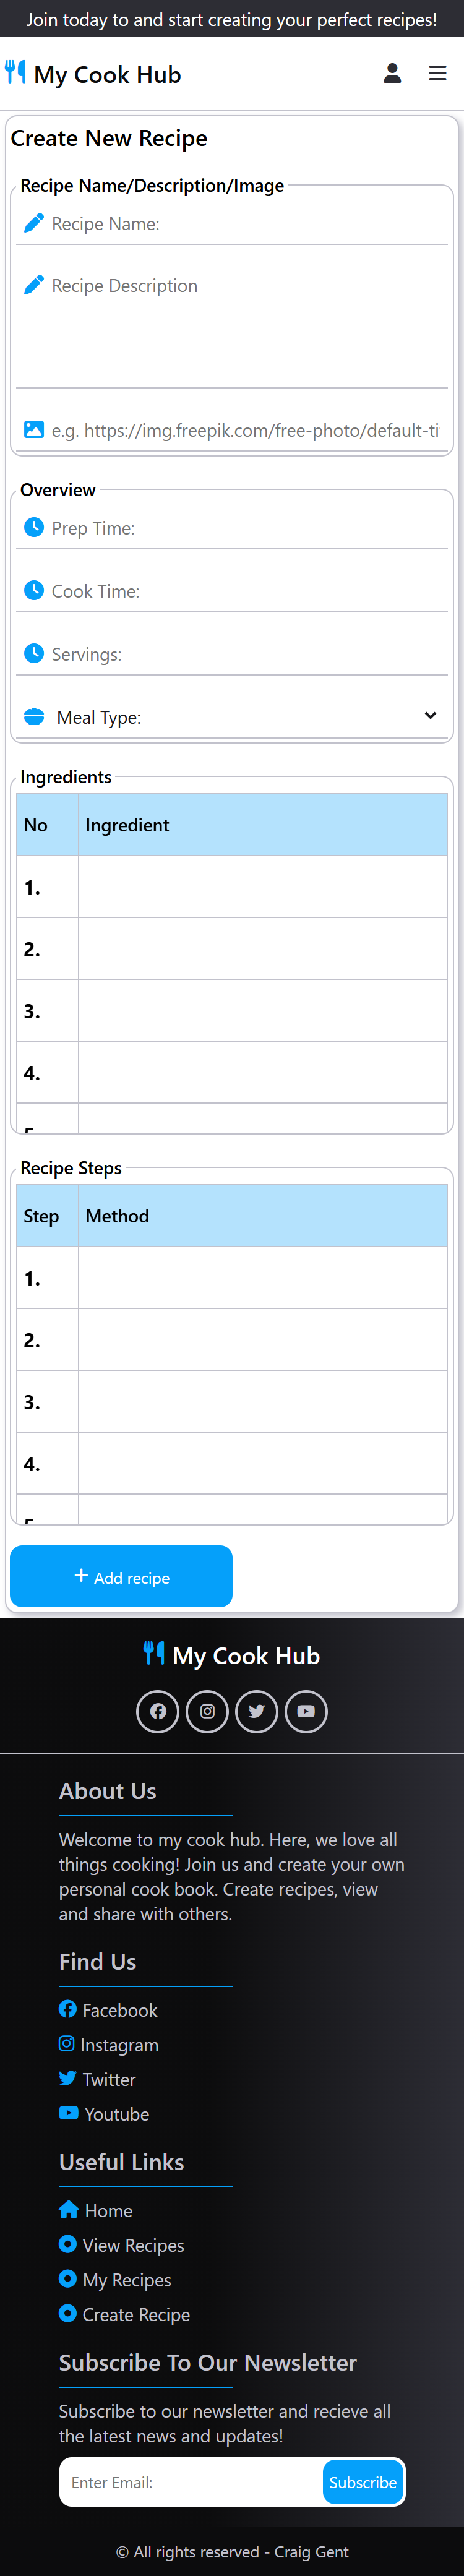 Join today to and start creating your perfect recipes!
My Cook Hub
Create New Recipe
Recipe Name/Description/Image
Recipe Name:
Recipe Description
e.g. https://img.freepik.com/free-photo/default-ti
Overview
Prep Time:
Cook Time:
Servings:
Meal Type:
Ingredients
No Ingredient
1.
2.
3.
4.
5.
Recipe Steps
Step Method
1.
2.
3.
4.
5.
+ Add recipe
My Cook Hub
About Us
Welcome to my cook hub. Here, we love all
things cooking! Join us and create your own
personal cook book. Create recipes, view
and share with others.
Find Us
Facebook
Instagram
Twitter
Youtube
Useful Links
Home
View Recipes
My Recipes
Create Recipe
Subscribe To Our Newsletter
Subscribe to our newsletter and recieve all
the latest news and updates!
Enter Email: Subscribe
© All rights reserved - Craig Gent